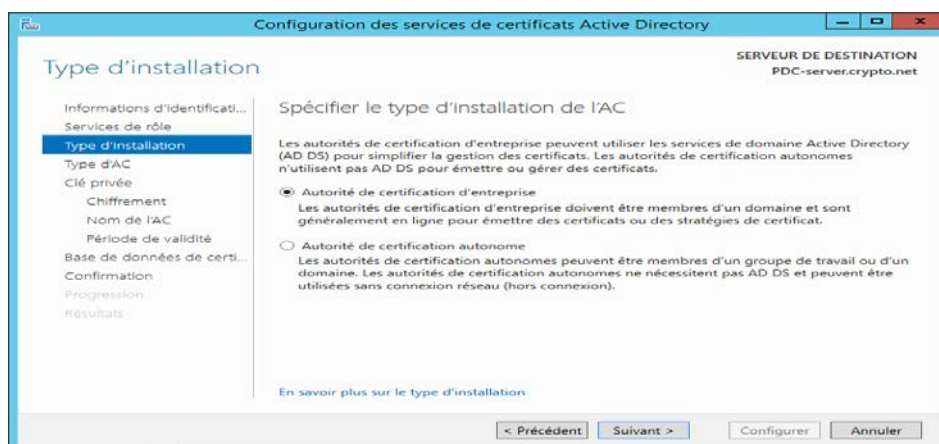 Configuration des services de certificats Active Directory
Type d'installation
SERVEUR DE DESTINATION
PDC-server.crypto.net
Informations d'identificati...
Services de rôle
Type d'installation
Type d'AC
Clé privée
Chiffrement
Nom de l'AC
Période de validité
Base de données de certi...
Confirmation
Progression
Résultats
Spécifier le type d'installation de l'AC
Les autorités de certification d'entreprise peuvent utiliser les services de domaine Active Directory
(AD DS) pour simplifier la gestion des certificats. Les autorités de certification autonomes
n'utilisent pas AD DS pour émettre ou gérer des certificats.
Autorité de certification d'entreprise
Les autorités de certification d'entreprise doivent être membres d'un domaine et sont
généralement en ligne pour émettre des certificats ou des stratégies de certificat.
Autorité de certification autonome
Les autorités de certification autonomes peuvent être membres d'un groupe de travail ou d'un
domaine. Les autorités de certification autonomes ne nécessitent pas AD DS et peuvent être
utilisées sans connexion réseau (hors connexion).
En savoir plus sur le type d'installation
< Précédent
Suivant >
Configurer
Annuler